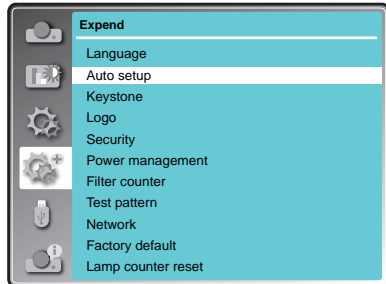 Expend
Language
Auto setup
Keystone
Logo
Security
Power management
Filter counter
Test pattern
Network
Factory default
Lamp counter reset